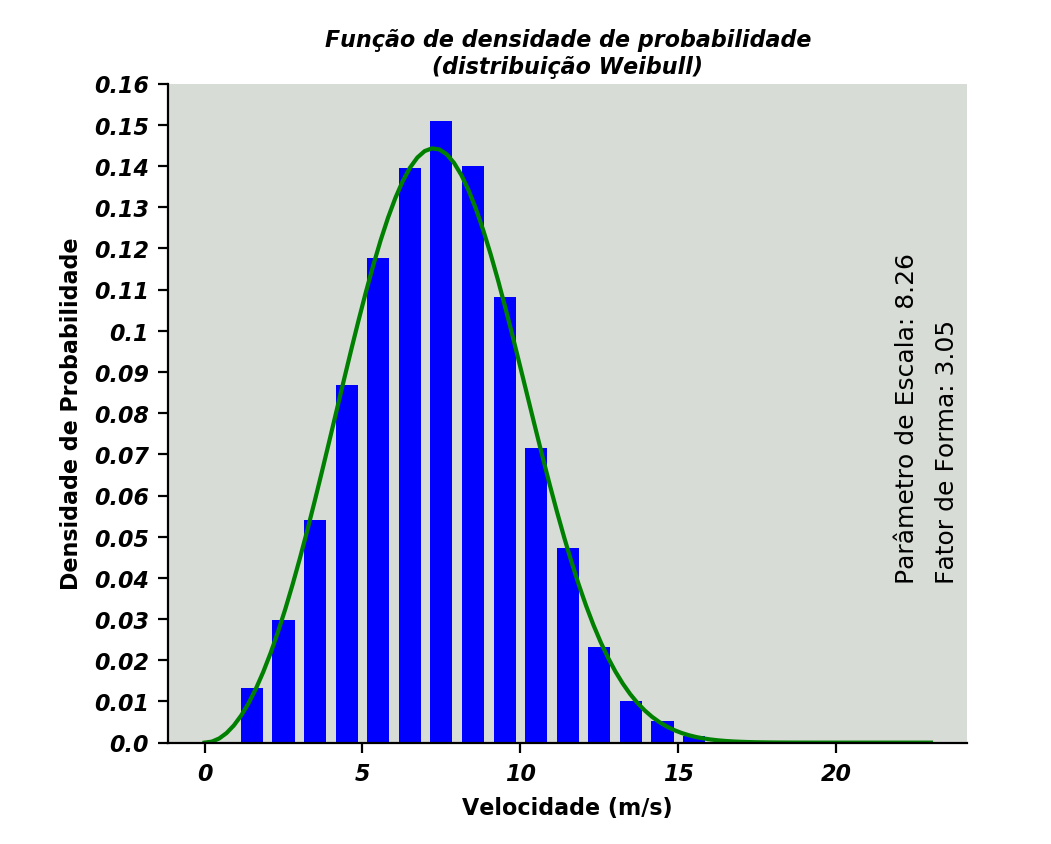 Função de densidade de probabilidade
(distribuição Weibull)
0.16
0.15
0.14
0.13
0.12
0.11
0.1
0.09
0.08
0.07
0.06
0.05
0.04
0.03
0.02
0.01
0.0
Densidade de Probabilidade
Parâmetro de Escala: 8.26
Fator de Forma: 3.05
0 5 10 15 20
Velocidade (m/s)